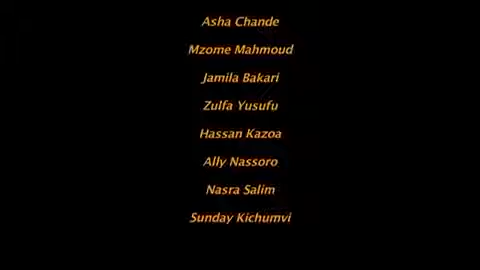 Asha Chande
Mzome Mahmoud
Jamila Bakari
Zulfa Yusufu
Hassan Kazoa
Ally Nassoro
Nasra Salim
Sunday Kichumvi